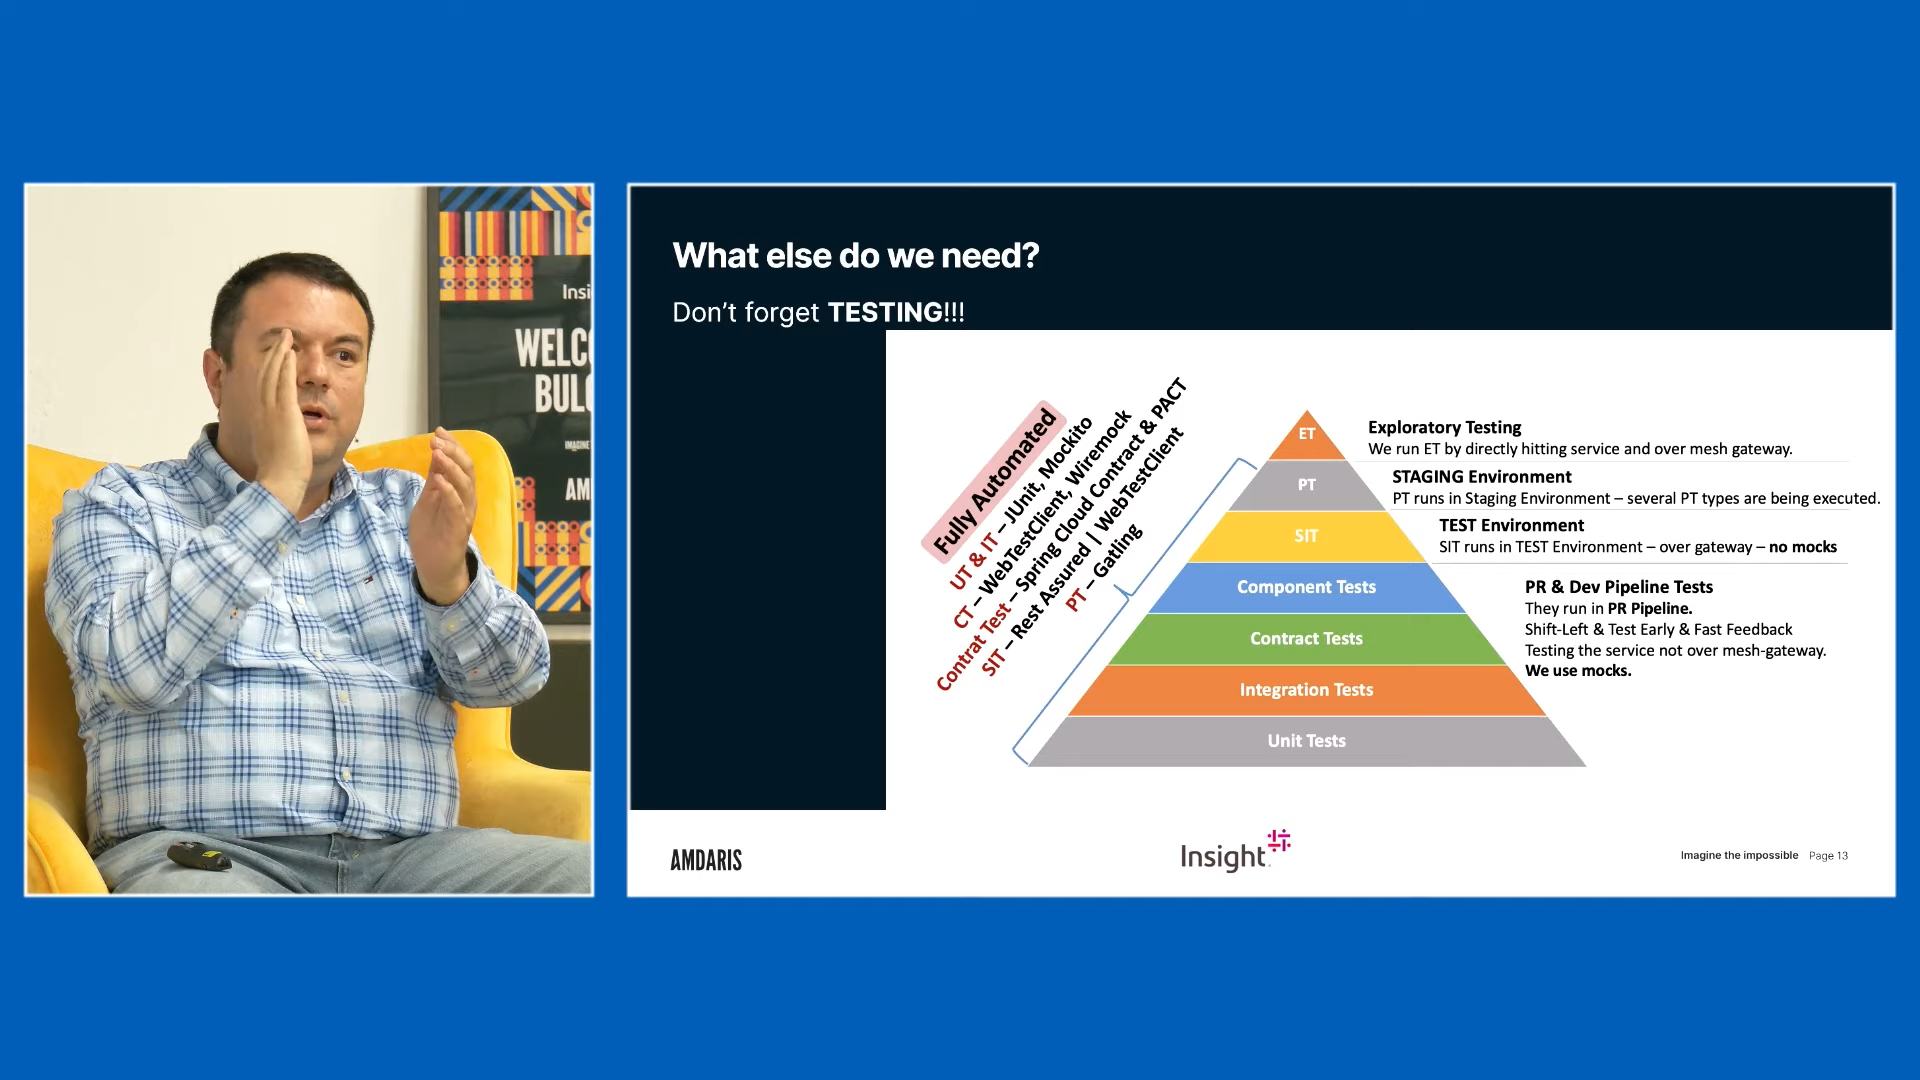 Insi
WELC
BUL
IMAGINE
AM
What else do we need?
Don't forget TESTING!!!
Fully Automated
UT & IT – JUnit, Mockito
CT – WebTestClient, Wiremock
Contrat Test – Spring Cloud Contract & PACT
SIT – Rest Assured | WebTestClient
PT – Gatling
ET
PT
SIT
Component Tests
Contract Tests
Integration Tests
Unit Tests
Exploratory Testing
We run ET by directly hitting service and over mesh gateway.
STAGING Environment
PT runs in Staging Environment – several PT types are being executed.
TEST Environment
SIT runs in TEST Environment – over gateway – no mocks
PR & Dev Pipeline Tests
They run in PR Pipeline.
Shift-Left & Test Early & Fast Feedback
Testing the service not over mesh-gateway.
We use mocks.
AMDARIS
Insight
Imagine the impossible Page 13